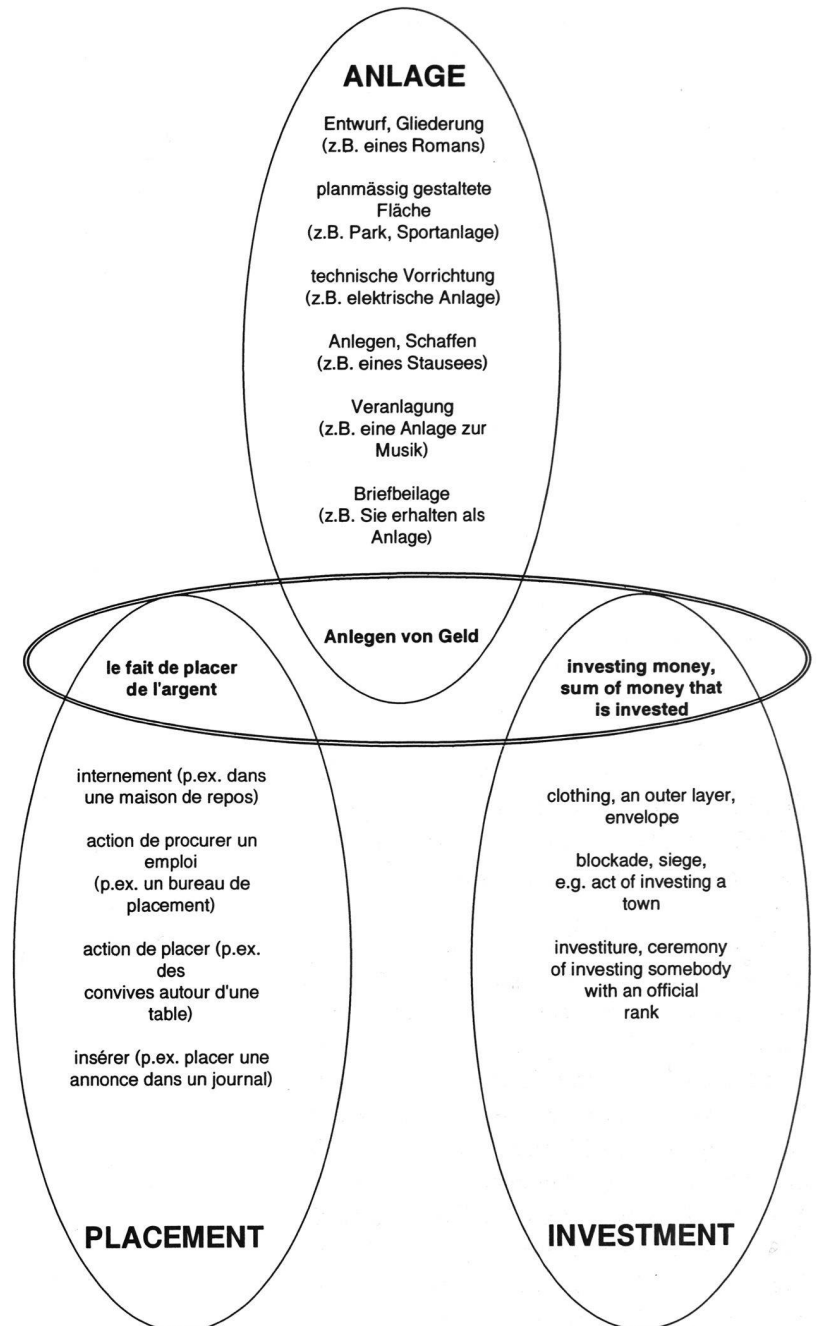 ANLAGE
Entwurf, Gliederung
(z.B. eines Romans)
planmässig gestaltete
Fläche
(z.B. Park, Sportanlage)
technische Vorrichtung
(z.B. elektrische Anlage)
Anlegen, Schaffen
(z.B. eines Stausees)
Veranlagung
(z.B. eine Anlage zur
Musik)
Briefbeilage
(z.B. Sie erhalten als
Anlage)
Anlegen von Geld
le fait de placer
de l'argent
investing money,
sum of money that
is invested
internement (p.ex. dans
une maison de repos)
action de procurer un
emploi
(p.ex. un bureau de
placement)
action de placer (p.ex.
des
convives autour d'une
table)
insérer (p.ex. placer une
annonce dans un journal)
PLACEMENT
clothing, an outer layer,
envelope
blockade, siege,
e.g. act of investing a
town
investiture, ceremony
of investing somebody
with an official
rank
INVESTMENT